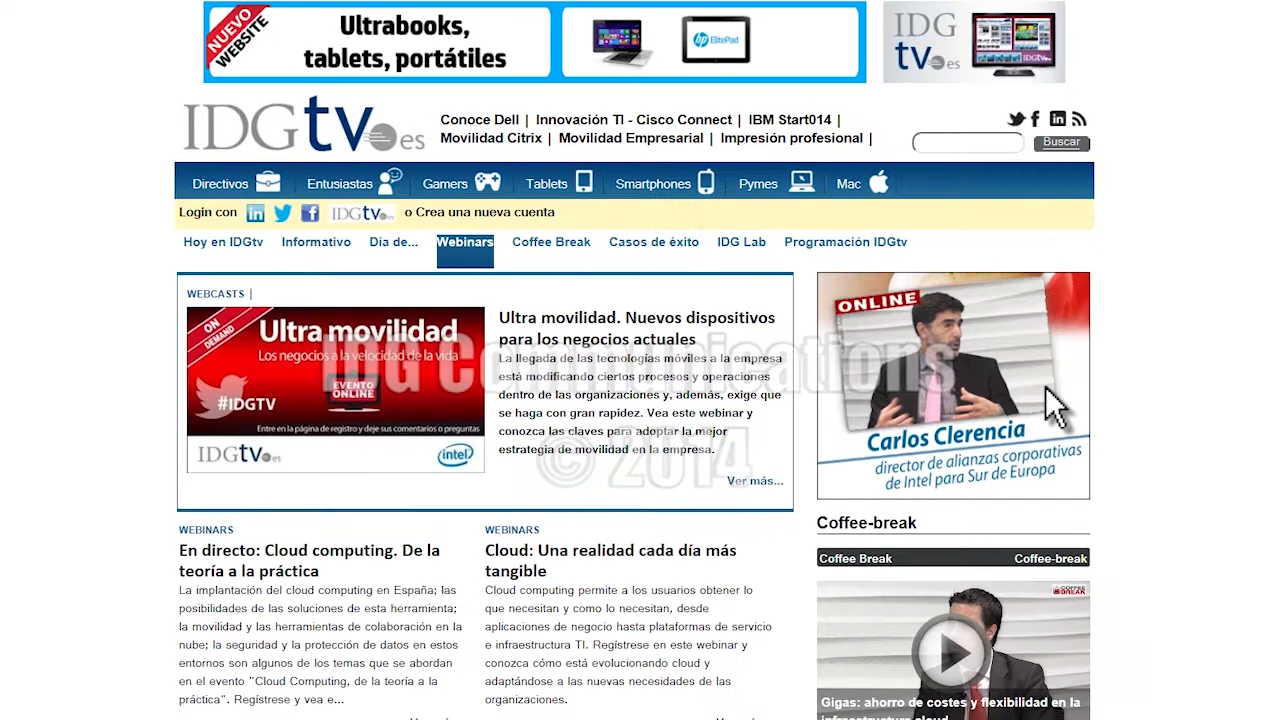 NUEVO
WEBSITE
Ultrabooks,
tablets, portátiles
hp ElitePad
IDG
tv.es
IDGtv.es
Conoce Dell | Innovación TI - Cisco Connect | IBM Start014 |
Movilidad Citrix | Movilidad Empresarial | Impresión profesional |
Buscar
Directivos
Entusiastas
Gamers
Tablets
Smartphones
Pymes
Mac
Login con
IDGtv.es
o Crea una nueva cuenta
Hoy en IDGtv
Informativo
Dia de...
Webinars
Coffee Break
Casos de éxito
IDG Lab
Programación IDGtv
WEBCASTS |
ON
DEMAND
Ultra movilidad
Los negocios a la velocidad de la vida
EVENTO
ONLINE
#IDGTV
Entre en la página de registro y deje sus comentarios o preguntas
IDGtv.es
intel
Ultra movilidad. Nuevos dispositivos
para los negocios actuales
La llegada de las tecnologías móviles a la empresa
está modificando ciertos procesos y operaciones
dentro de las organizaciones y, además, exige que
se haga con gran rapidez. Vea este webinar y
conozca las claves para adoptar la mejor
estrategia de movilidad en la empresa.
Ver más...
IDG Communications
© 2014
ONLINE
Carlos Clerencia
director de alianzas corporativas
de Intel para Sur de Europa
WEBINARS
En directo: Cloud computing. De la
teoría a la práctica
La implantación del cloud computing en España; las
posibilidades de las soluciones de esta herramienta;
la movilidad y las herramientas de colaboración en la
nube; la seguridad y la protección de datos en estos
entornos son algunos de los temas que se abordan
en el evento "Cloud Computing, de la teoría a la
práctica". Regístrese y vea e...
WEBINARS
Cloud: Una realidad cada día más
tangible
Cloud computing permite a los usuarios obtener lo
que necesitan y como lo necesitan, desde
aplicaciones de negocio hasta plataformas de servicio
e infraestructura TI. Regístrese en este webinar y
conozca cómo está evolucionando cloud y
adaptándose a las nuevas necesidades de las
organizaciones.
Coffee-break
Coffee Break
Coffee-break
COFFEE
BREAK
Gigas: ahorro de costes y flexibilidad en la
infraestructura cloud